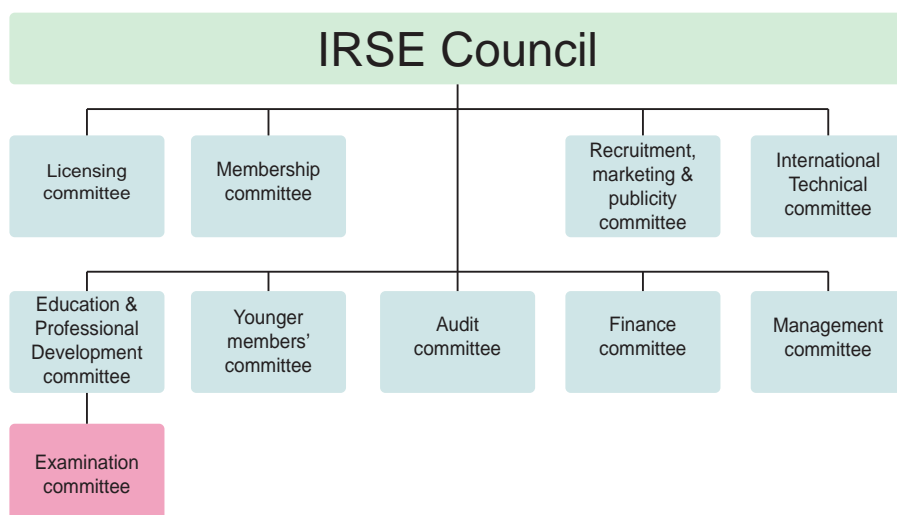 IRSE Council
Licensing
committee
Membership
committee
Recruitment,
marketing &
publicity
committee
International
Technical
committee
Education &
Professional
Development
committee
Younger
members’
committee
Audit
committee
Finance
committee
Management
committee
Examination
committee